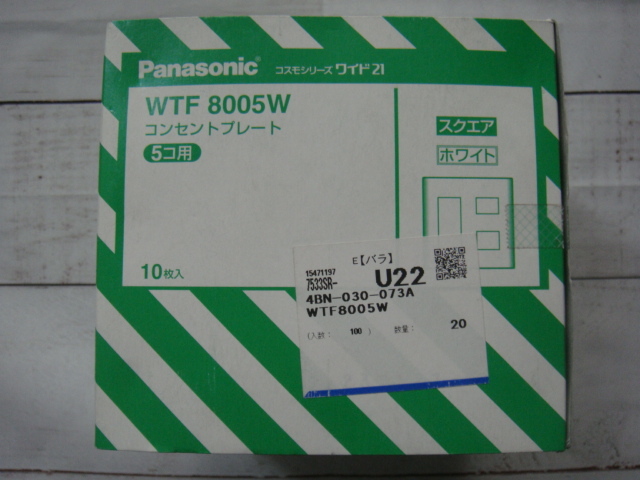 Panasonic コスモシリーズ ワイド21
WTF 8005W
コンセントプレート
5コ用
スクエア
ホワイト
10枚入
E【バラ】
15471197
7533SR- U22
4BN-030-073A
WTF8005W
(入数: 100 ) 数量: 20